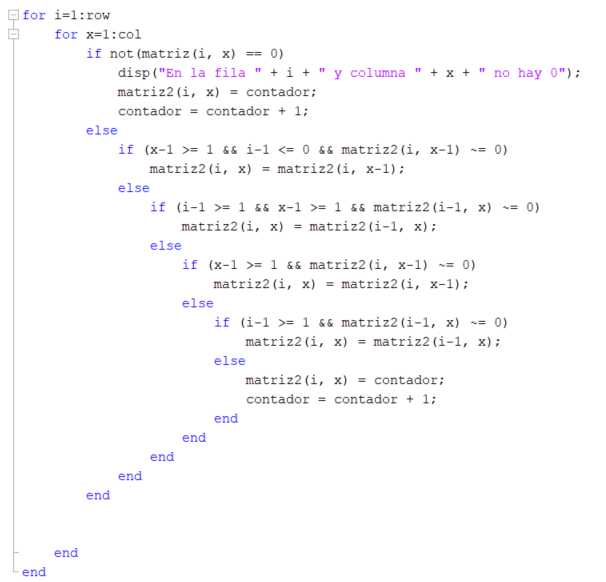 for i=1:row
for x=1:col
if not(matriz(i, x) == 0)
disp("En la fila " + i + " y columna " + x + " no hay 0");
matriz2(i, x) = contador;
contador = contador + 1;
else
if (x-1 >= 1 && i-1 <= 0 && matriz2(i, x-1) ~= 0)
matriz2(i, x) = matriz2(i, x-1);
else
if (i-1 >= 1 && x-1 >= 1 && matriz2(i-1, x) ~= 0)
matriz2(i, x) = matriz2(i-1, x);
else
if (x-1 >= 1 && matriz2(i, x-1) ~= 0)
matriz2(i, x) = matriz2(i, x-1);
else
if (i-1 >= 1 && matriz2(i-1, x) ~= 0)
matriz2(i, x) = matriz2(i-1, x);
else
matriz2(i, x) = contador;
contador = contador + 1;
end
end
end
end
end
end
end